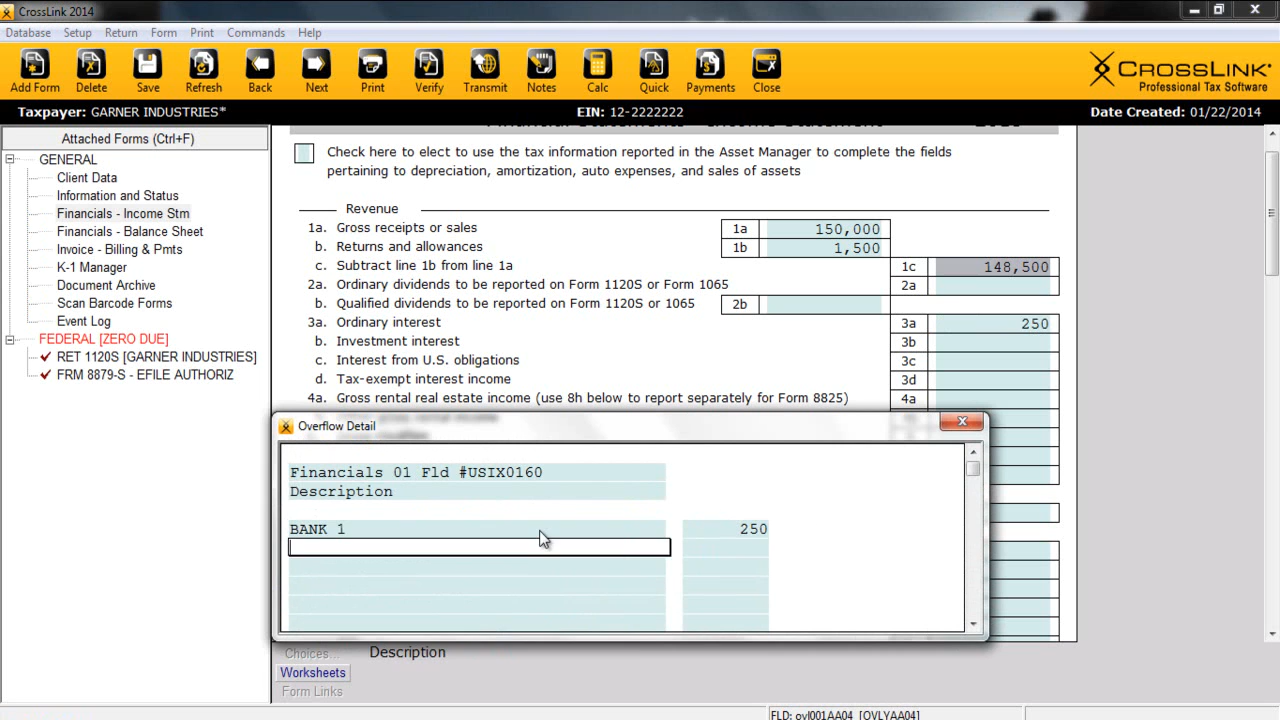 CrossLink 2014
Database Setup Return Form Print Commands Help
Add Form Delete Save Refresh Back Next Print Verify Transmit Notes Calc Quick Payments Close
CROSSLINK
Professional Tax Software
Taxpayer: GARNER INDUSTRIES* EIN: 12-2222222 Date Created: 01/22/2014
Attached Forms (Ctrl+F)
GENERAL
Client Data
Information and Status
Financials - Income Stm
Financials - Balance Sheet
Invoice - Billing & Pmts
K-1 Manager
Document Archive
Scan Barcode Forms
Event Log
FEDERAL [ZERO DUE]
RET 1120S [GARNER INDUSTRIES]
FRM 8879-S - EFILE AUTHORIZ
Check here to elect to use the tax information reported in the Asset Manager to complete the fields
pertaining to depreciation, amortization, auto expenses, and sales of assets
Revenue
1a. Gross receipts or sales 1a 150,000
b. Returns and allowances 1b 1,500
c. Subtract line 1b from line 1a 1c 148,500
2a. Ordinary dividends to be reported on Form 1120S or Form 1065 2a
b. Qualified dividends to be reported on Form 1120S or 1065 2b
3a. Ordinary interest 3a 250
b. Investment interest 3b
c. Interest from U.S. obligations 3c
d. Tax-exempt interest income 3d
4a. Gross rental real estate income (use 8h below to report separately for Form 8825) 4a
Overflow Detail
Financials 01 Fld #USIX0160
Description
BANK 1 250
Choices... Description
Worksheets
Form Links
FLD: ovl001AA04 [OVLYAA04]